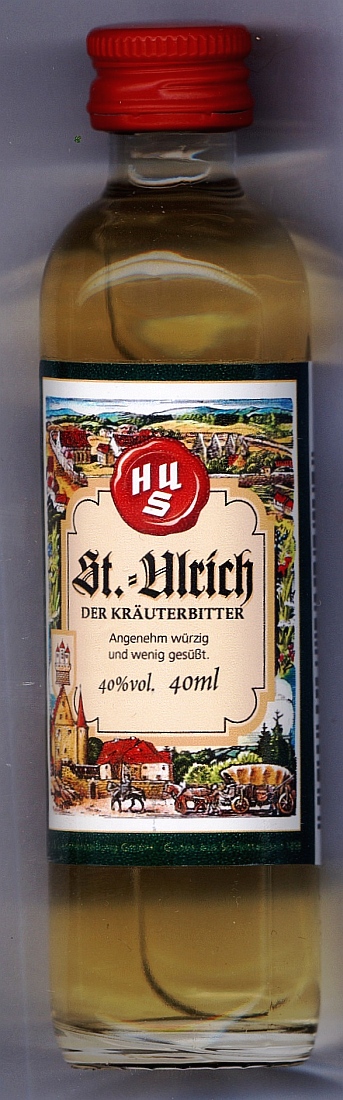 HUS
St.-Ulrich
DER KRÄUTERBITTER
Angenehm würzig
und wenig gesüßt.
40%vol. 40ml